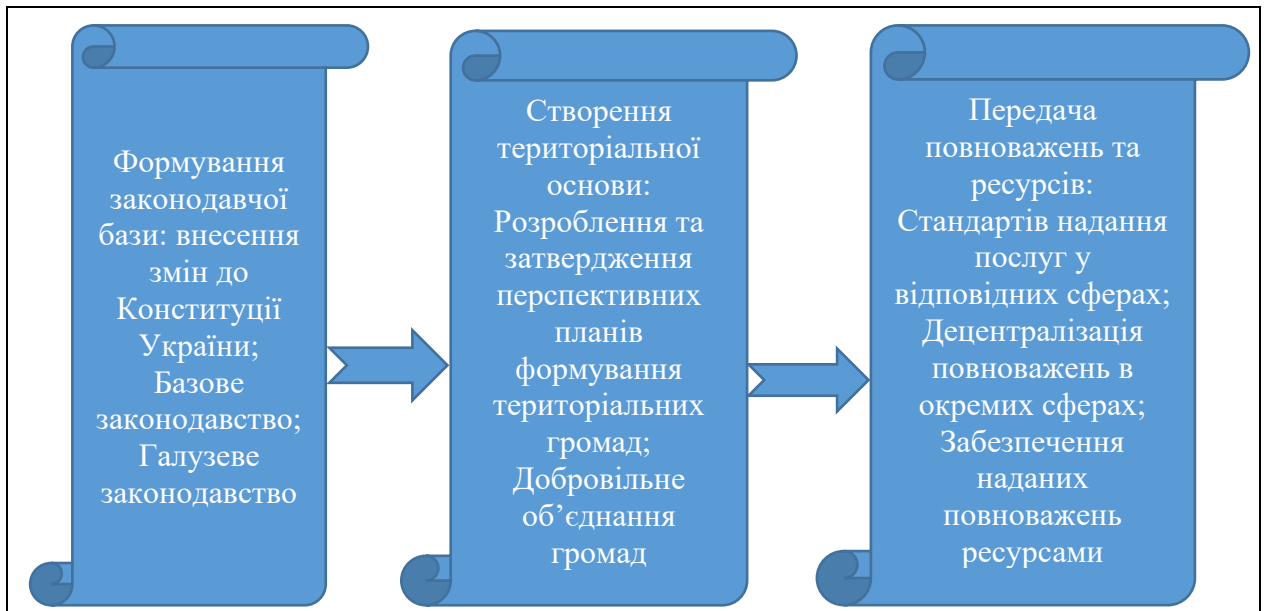 Формування
законодавчої
бази: внесення
змін до
Конституції
України;
Базове
законодавство;
Галузеве
законодавство
Створення
територіальної
основи:
Розроблення та
затвердження
перспективних
планів
формування
територіальних
громад;
Добровільне
об’єднання
громад
Передача
повноважень та
ресурсів:
Стандартів надання
послуг у
відповідних сферах;
Децентралізація
повноважень в
окремих сферах;
Забезпечення
наданих
повноважень
ресурсами